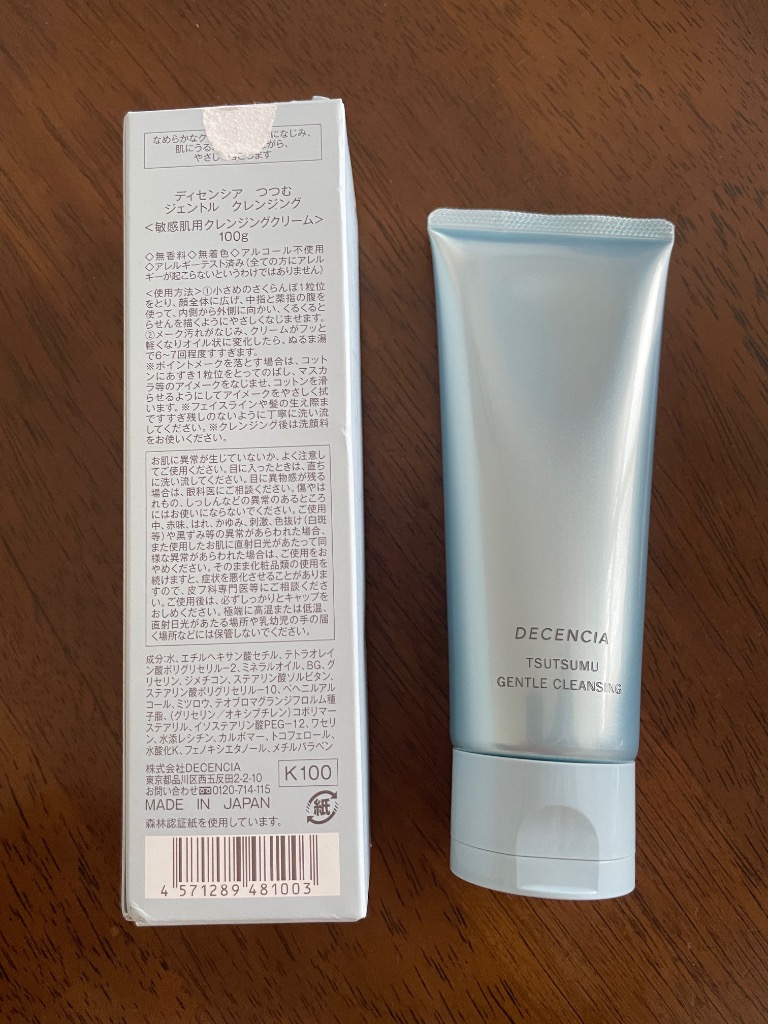 なめらかなク になじみ、
肌にうる がら、
やさし こします
ディセンシア つつむ
ジェントル クレンジング
<敏感肌用クレンジングクリーム>
100g
◇無香料◇無着色◇アルコール不使用
◇アレルギーテスト済み(全ての方にアレル
ギーが起こらないというわけではありません)
<使用方法>①小さめのさくらんぼ1粒位
をとり、顔全体に広げ、中指と薬指の腹を
使って、内側から外側に向かい、くるくると
らせんを描くようにやさしくなじませます。
②メーク汚れがなじみ、クリームがフッと
軽くなりオイル状に変化したら、ぬるま湯
で6〜7回程度すすぎます。
※ポイントメークを落とす場合は、コット
ンにあずき1粒位をとってのばし、マスカ
ラ等のアイメークをなじませ、コットンを滑
らせるようにしてアイメークをやさしく拭
います。※フェイスラインや髪の生え際ま
ですすぎ残しのないように丁寧に洗い流
してください。※クレンジング後は洗顔料
をお使いください。
お肌に異常が生じていないか、よく注意し
てご使用ください。目に入ったときは、直ち
に洗い流してください。目に異物感が残る
場合は、眼科医にご相談ください。傷やは
れもの、しっしんなどの異常のあるところ
にはお使いにならないでください。ご使用
中、赤味、はれ、かゆみ、刺激、色抜け(白斑
等)や黒ずみ等の異常があらわれた場合、
また使用したお肌に直射日光があたって同
様な異常があらわれた場合は、ご使用をお
やめください。そのまま化粧品類の使用を
続けますと、症状を悪化させることがありま
すので、皮フ科専門医等にご相談くださ
い。ご使用後は、必ずしっかりとキャップを
おしめください。極端に高温または低温、
直射日光があたる場所や乳幼児の手の届
く場所などには保管しないでください。
成分:水、エチルヘキサン酸セチル、テトラオレイ
ン酸ポリグリセリル-2、ミネラルオイル、BG、グ
リセリン、ジメチコン、ステアリン酸ソルビタン、
ステアリン酸ポリグリセリル-10、ベヘニルアル
コール、ミツロウ、テオブロマグランジフロルム種
子脂、(グリセリン/オキシブチレン)コポリマー
ステアリル、イソステアリン酸PEG-12、ワセリ
ン、水添レシチン、カルボマー、トコフェロール、
水酸化K、フェノキシエタノール、メチルパラベン
株式会社DECENCIA
東京都品川区西五反田2-2-10
お問い合わせ 0120-714-115
MADE IN JAPAN
K100
紙
森林認証紙を使用しています。
4 571289 481003
DECENCIA
TSUTSUMU
GENTLE CLEANSING